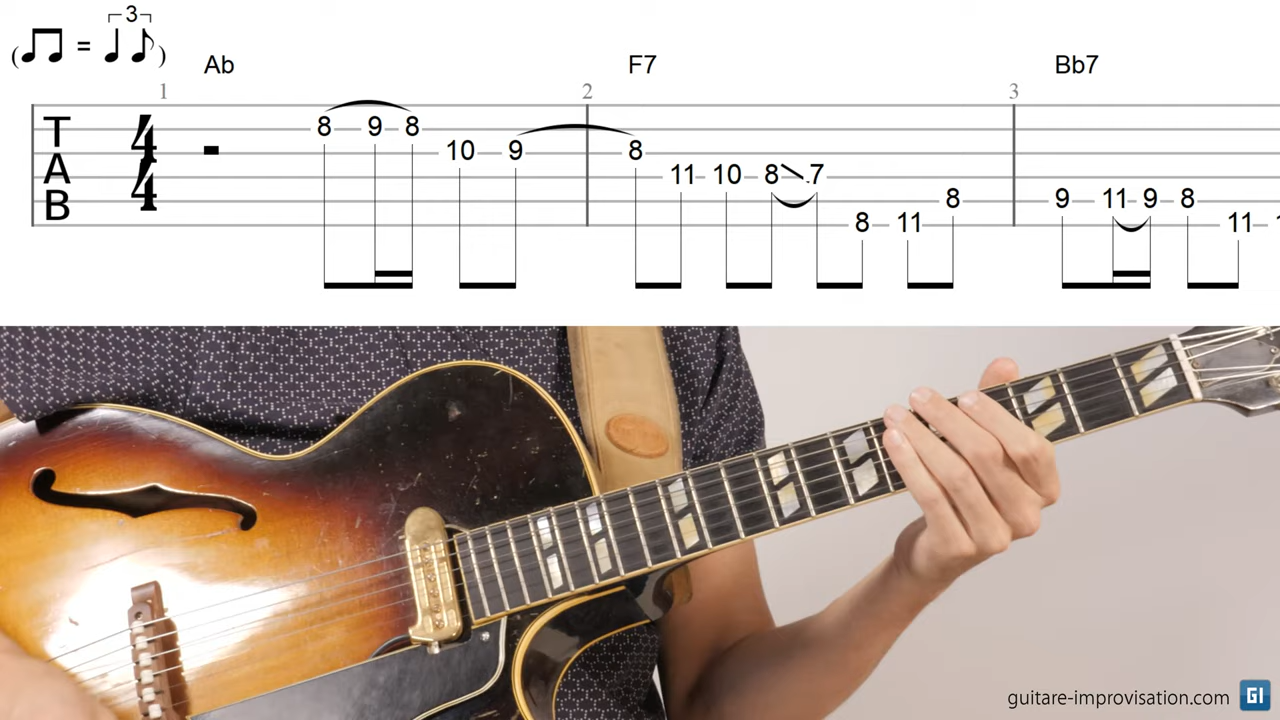 3
( = )
Ab F7 Bb7
1 2 3
T A B 4 4
8 9 8
10 9 8
11 10 8 7
8 9 11 9 8
8 11 11
guitare-improvisation.com GI